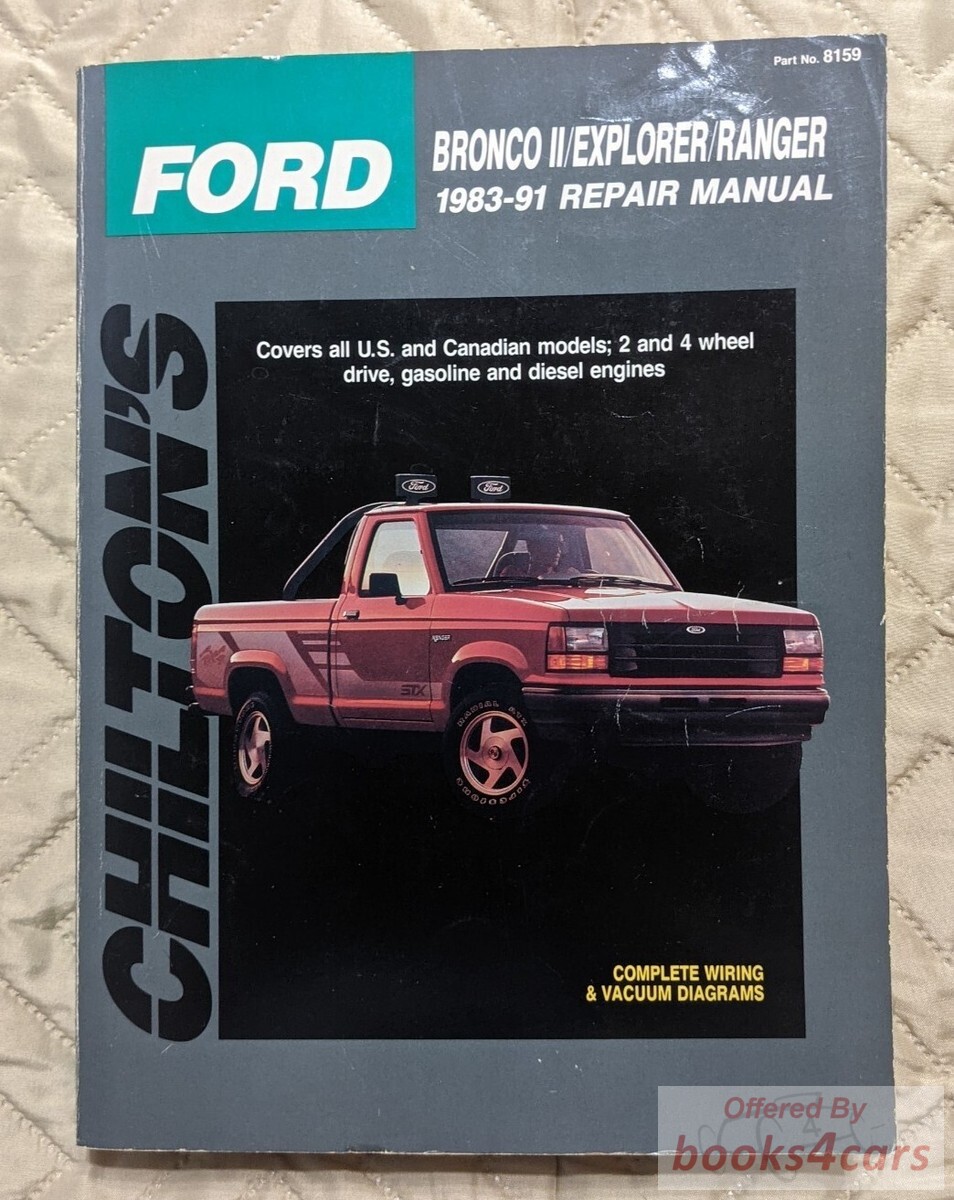 Part No. 8159
FORD
BRONCO II/EXPLORER/RANGER
1983-91 REPAIR MANUAL
CHILTON'S
Covers all U.S. and Canadian models; 2 and 4 wheel
drive, gasoline and diesel engines
Ford
Ford
Ford
STX
COMPLETE WIRING
& VACUUM DIAGRAMS
Offered By
books4cars